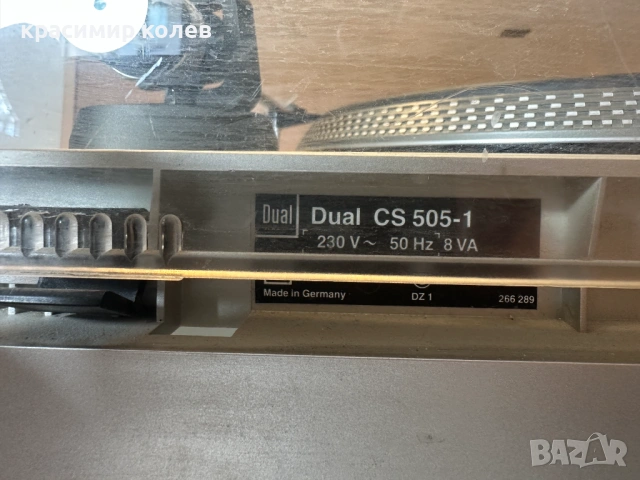 красимир колев
Dual Dual CS 505-1
230 V ~ 50 Hz 8 VA
Made in Germany DZ 1 266 289
BAZAR